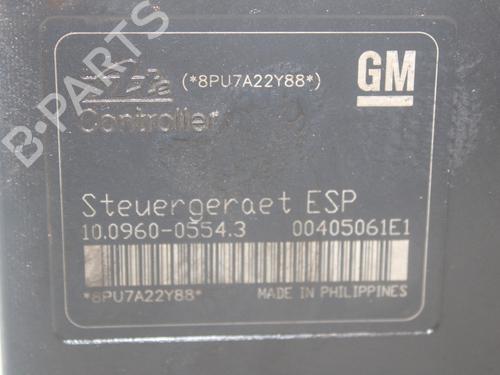 B-PARTS
(*8PU7A22Y88*)
GM
Controller
Steuergeraet ESP
10.0960-0554.3 00405061E1
*8PU7A22Y88* MADE IN PHILIPPINES